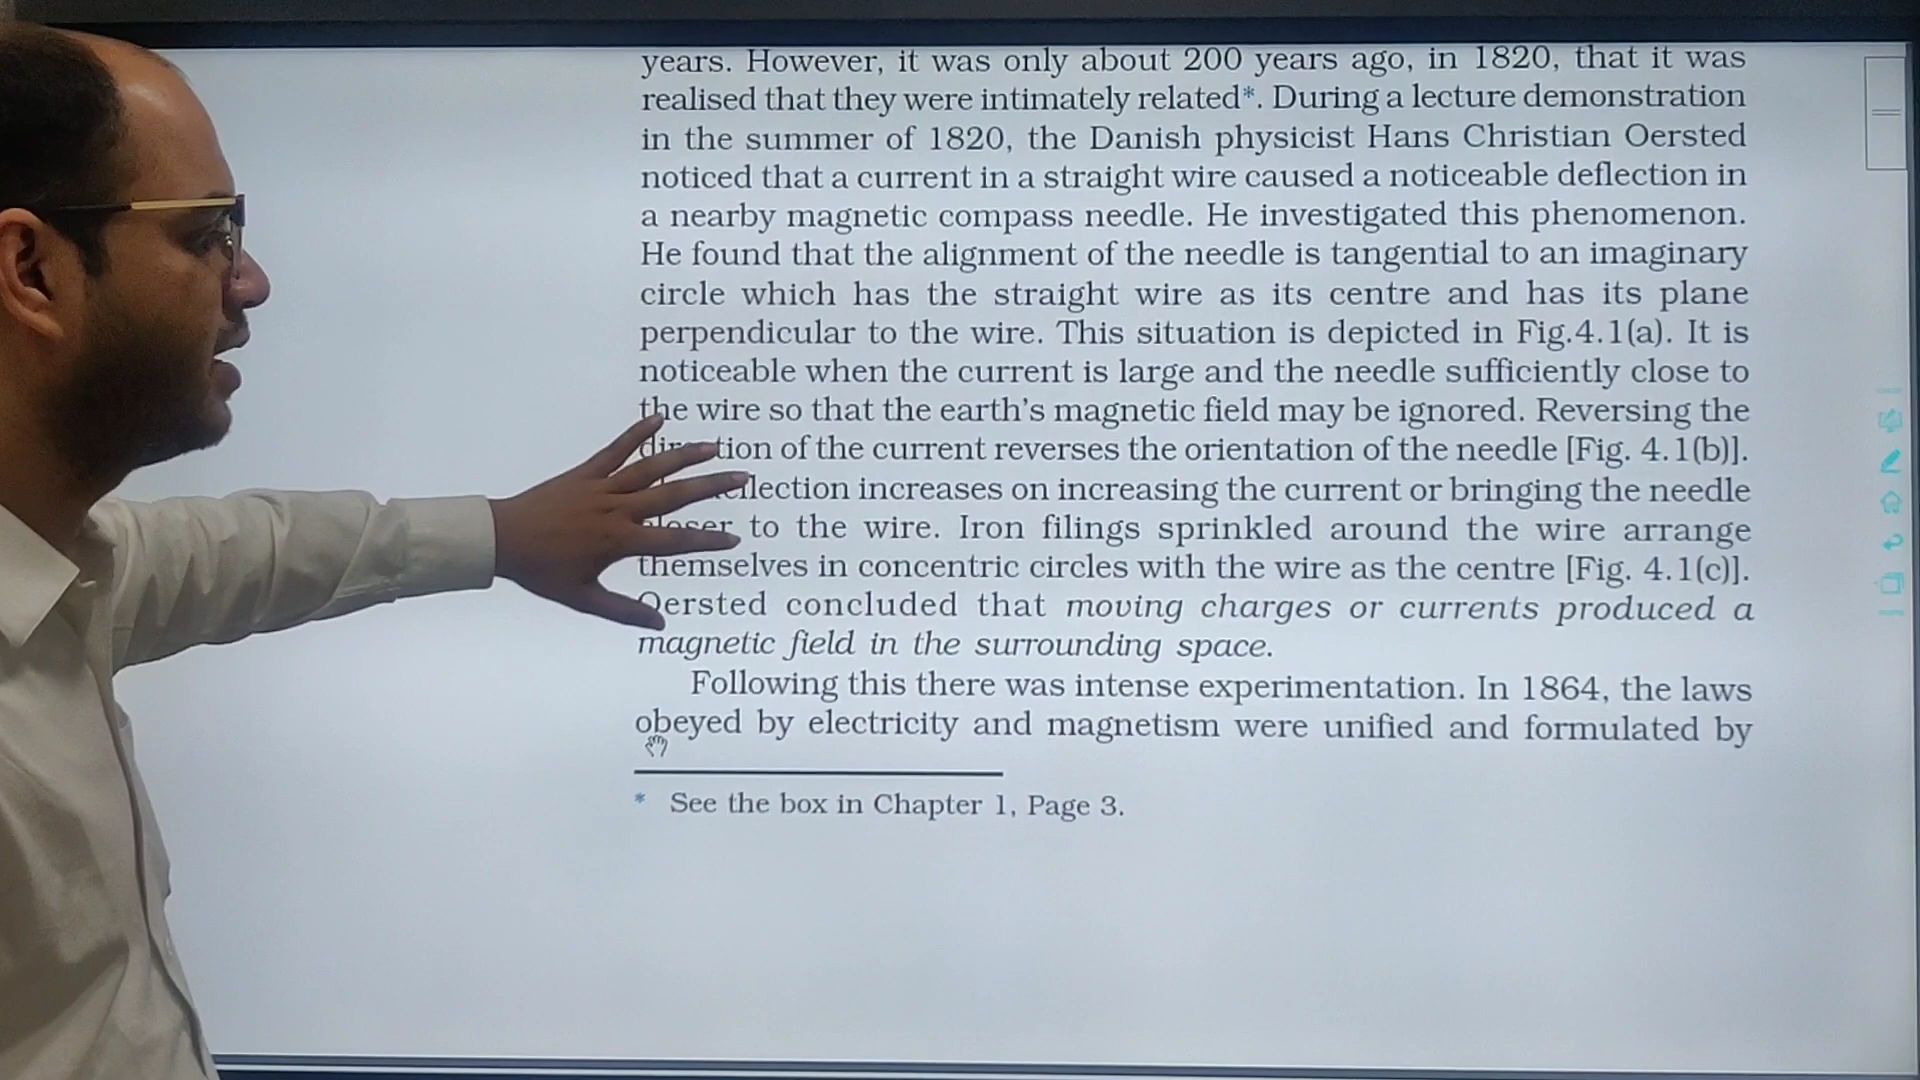 years. However, it was only about 200 years ago, in 1820, that it was
realised that they were intimately related*. During a lecture demonstration
in the summer of 1820, the Danish physicist Hans Christian Oersted
noticed that a current in a straight wire caused a noticeable deflection in
a nearby magnetic compass needle. He investigated this phenomenon.
He found that the alignment of the needle is tangential to an imaginary
circle which has the straight wire as its centre and has its plane
perpendicular to the wire. This situation is depicted in Fig.4.1(a). It is
noticeable when the current is large and the needle sufficiently close to
the wire so that the earth's magnetic field may be ignored. Reversing the
direction of the current reverses the orientation of the needle [Fig. 4.1(b)].
deflection increases on increasing the current or bringing the needle
closer to the wire. Iron filings sprinkled around the wire arrange
themselves in concentric circles with the wire as the centre [Fig. 4.1(c)].
Oersted concluded that moving charges or currents produced a
magnetic field in the surrounding space.
Following this there was intense experimentation. In 1864, the laws
obeyed by electricity and magnetism were unified and formulated by
* See the box in Chapter 1, Page 3.